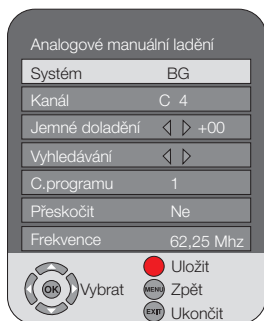 Analogové manuální ladění
Systém BG
Kanál C 4
Jemné doladění +00
Vyhledávání
C.programu 1
Přeskočit Ne
Frekvence 62,25 Mhz
OK Vybrat
Uložit
MENU Zpět
EXIT Ukončit